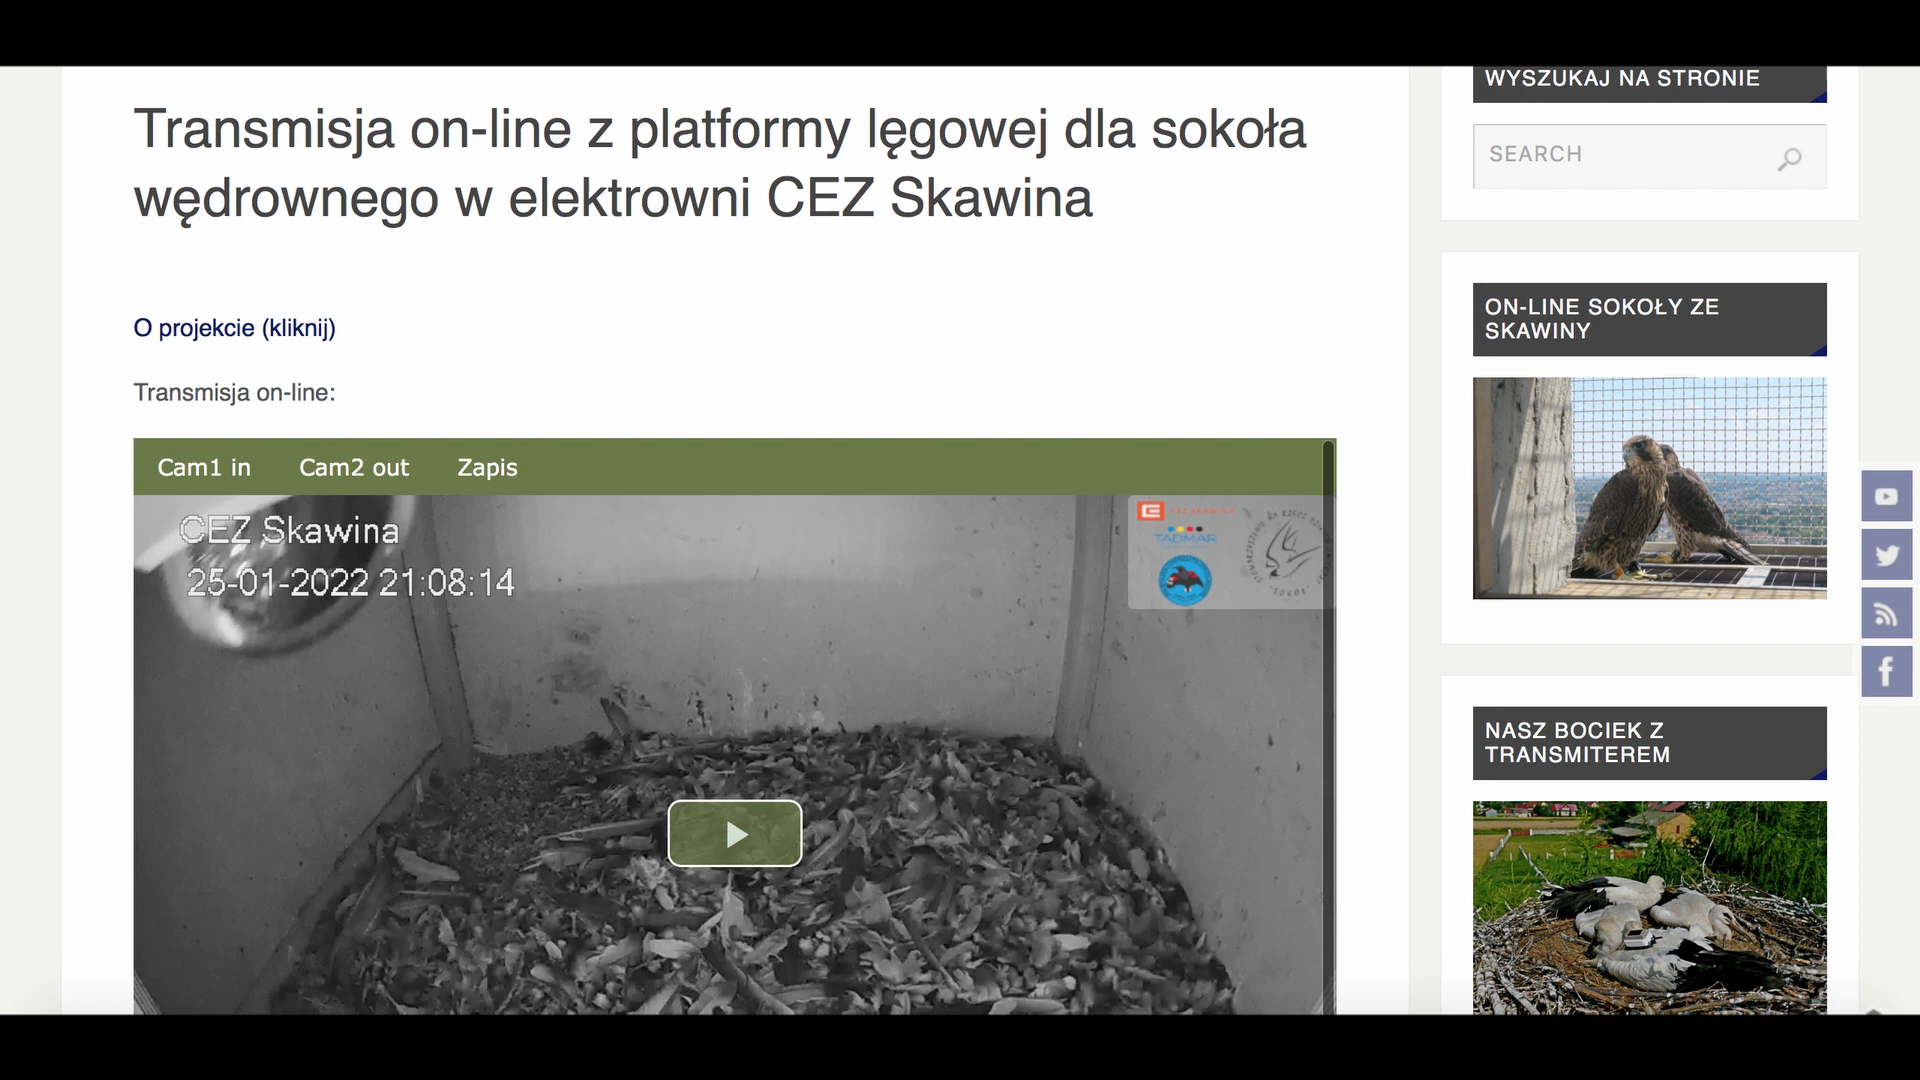 Transmisja on-line z platformy lęgowej dla sokoła
wędrownego w elektrowni CEZ Skawina
O projekcie (kliknij)
Transmisja on-line:
Cam1 in
Cam2 out
Zapis
CEZ Skawina
25-01-2022 21:08:14
CEZ SKAWINA
TADMAR
WYSZUKAJ NA STRONIE
SEARCH
ON-LINE SOKOŁY ZE
SKAWINY
NASZ BOCIEK Z
TRANSMITEREM